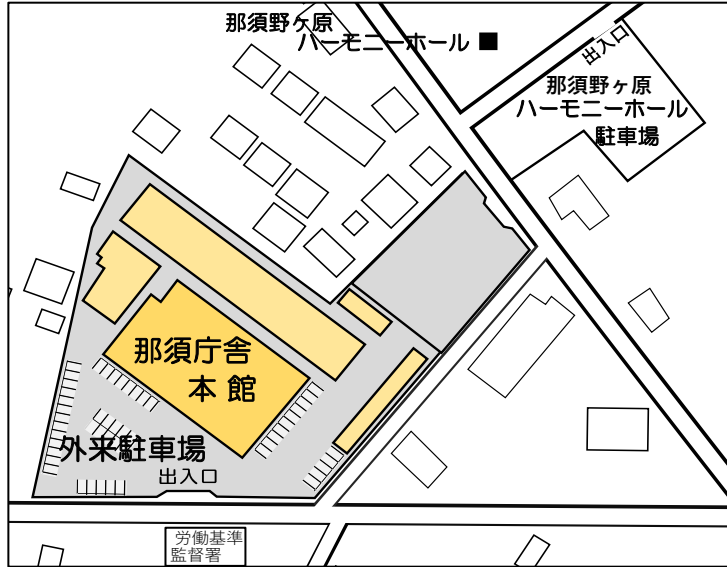 那須野ヶ原
ハーモニーホール
出入口
那須野ヶ原
ハーモニーホール
駐車場
那須庁舎
本館
外来駐車場
出入口
労働基準
監督署